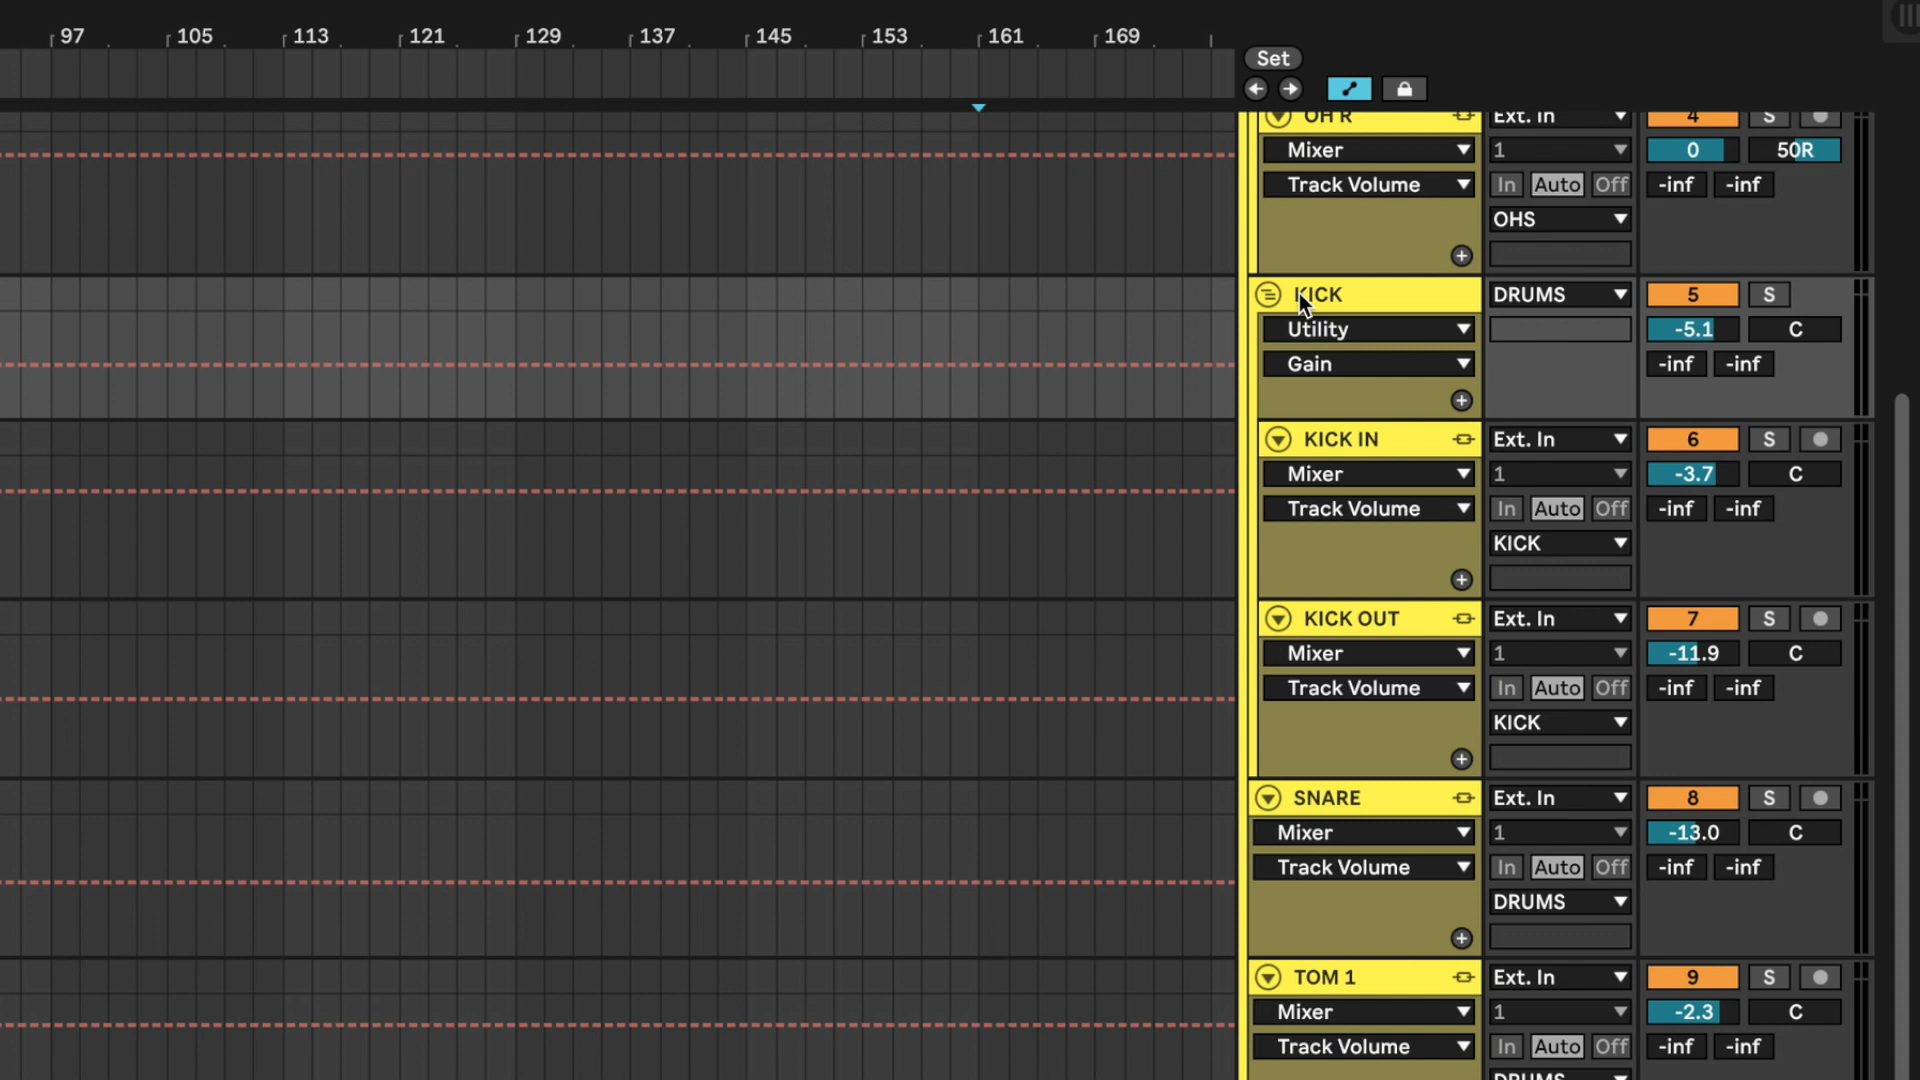 97 105 113 121 129 137 145 153 161 169
Set
OH R Ext. In 4 S
Mixer 1 0 50R
Track Volume In Auto Off -inf -inf
OHS
KICK DRUMS 5 S
Utility -5.1 C
Gain -inf -inf
KICK IN Ext. In 6 S
Mixer 1 -3.7 C
Track Volume In Auto Off -inf -inf
KICK
KICK OUT Ext. In 7 S
Mixer 1 -11.9 C
Track Volume In Auto Off -inf -inf
KICK
SNARE Ext. In 8 S
Mixer 1 -13.0 C
Track Volume In Auto Off -inf -inf
DRUMS
TOM 1 Ext. In 9 S
Mixer 1 -2.3 C
Track Volume In Auto Off -inf -inf
DRUMS